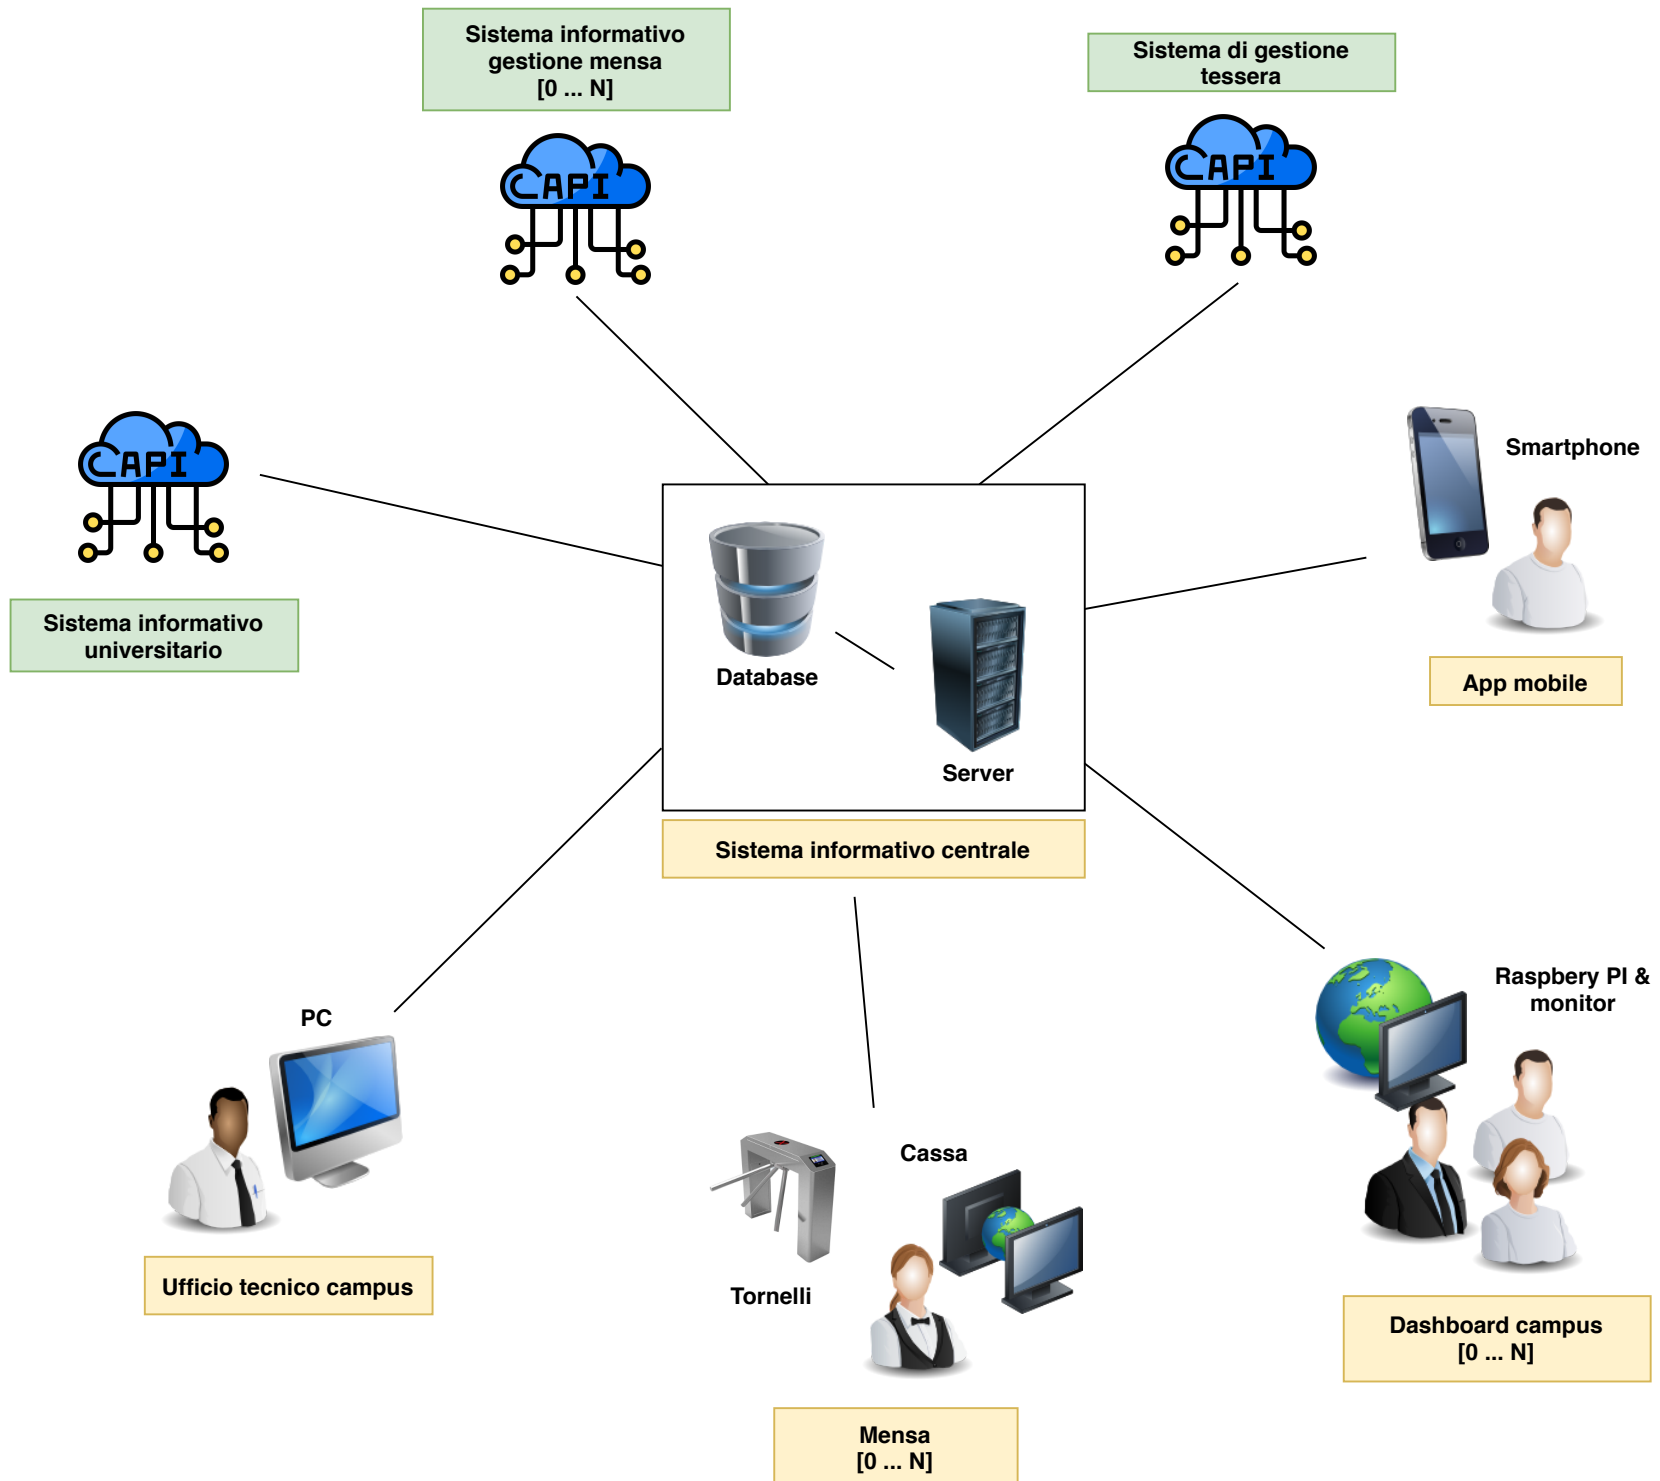 Sistema informativo
gestione mensa
[0 ... N]
Sistema di gestione
tessera
API
API
API
Smartphone
Sistema informativo
universitario
App mobile
Database
Server
Sistema informativo centrale
PC
Raspbery PI &
monitor
Cassa
Tornelli
Ufficio tecnico campus
Dashboard campus
[0 ... N]
Mensa
[0 ... N]